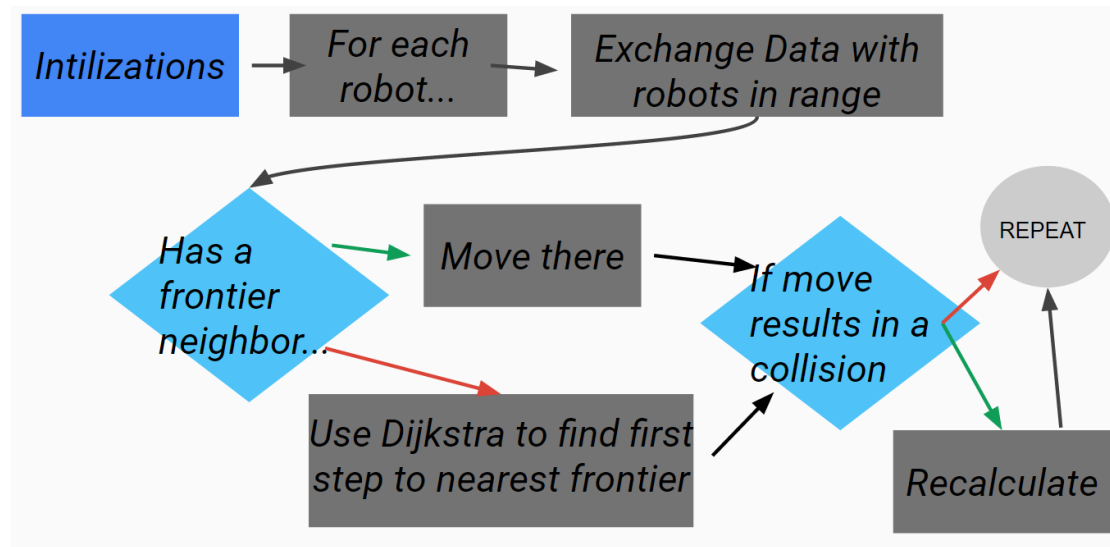 Intilizations
For each
robot...
Exchange Data with
robots in range
Has a
frontier
neighbor...
Move there
If move
results in a
collision
REPEAT
Use Dijkstra to find first
step to nearest frontier
Recalculate